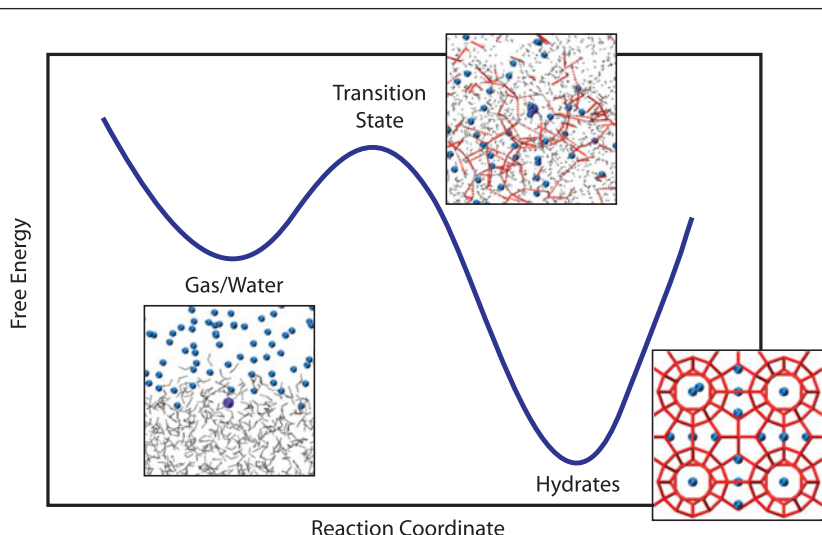 Transition
State
Gas/Water
Free Energy
Hydrates
Reaction Coordinate